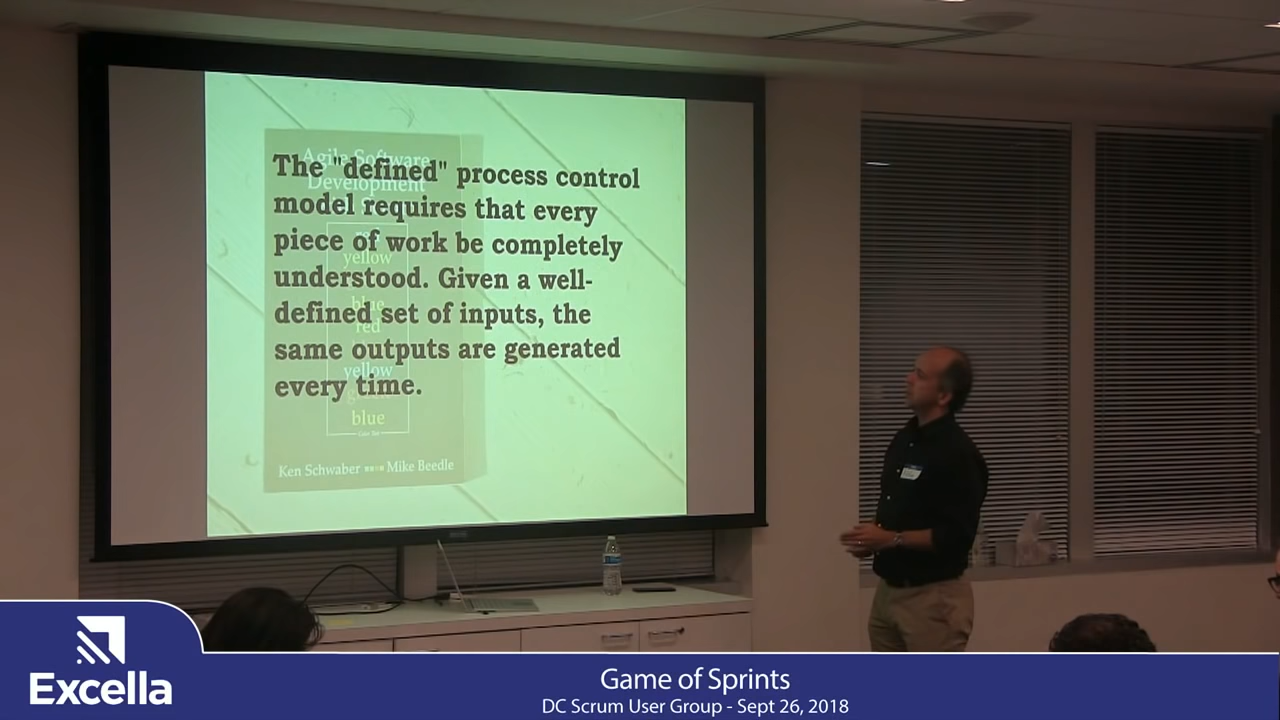 The "defined" process control
model requires that every
piece of work be completely
understood. Given a well-
defined set of inputs, the
same outputs are generated
every time.
Agile Software
Development
yellow
blue
red
yellow
blue
Ken Schwaber Mike Beedle
Excella
Game of Sprints
DC Scrum User Group - Sept 26, 2018